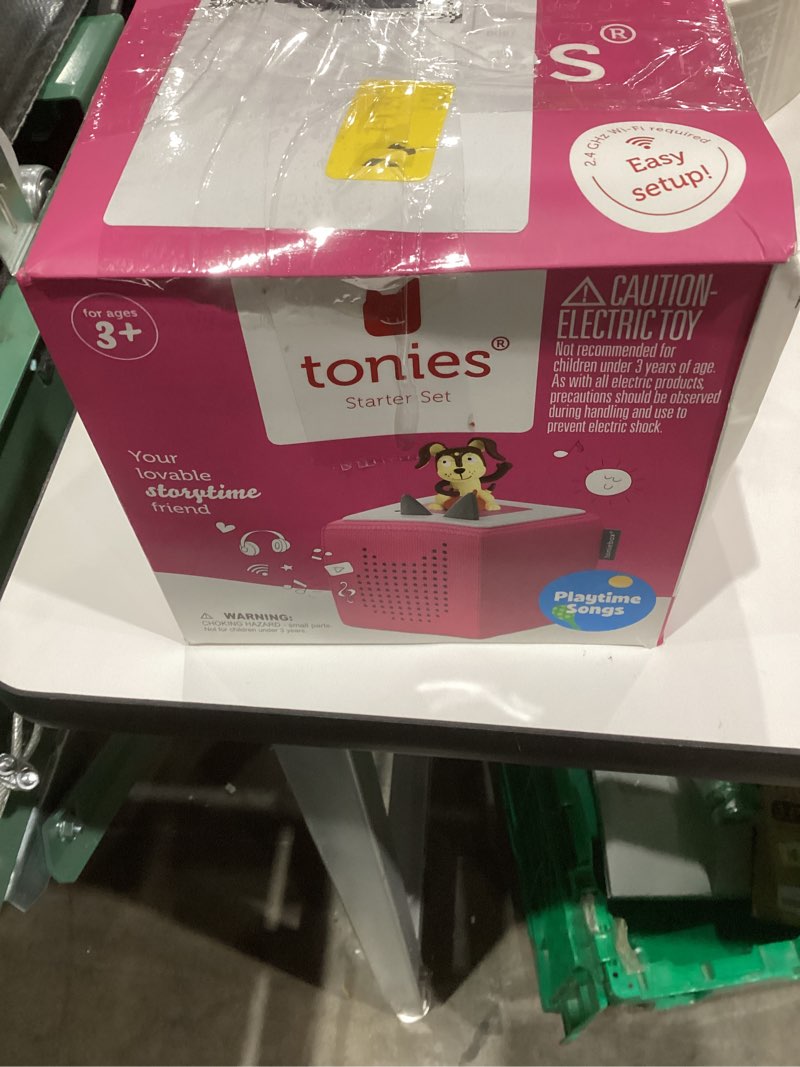 s®
2.4 GHz Wi-Fi required
Easy
setup!
for ages
3+
tonies®
Starter Set
CAUTION-
ELECTRIC TOY
Not recommended for
children under 3 years of age.
As with all electric products,
precautions should be observed
during handling and use to
prevent electric shock.
Your
lovable
storytime
friend
toniebox®
Playtime
Songs
WARNING:
CHOKING HAZARD - small parts.
Not for children under 3 years.